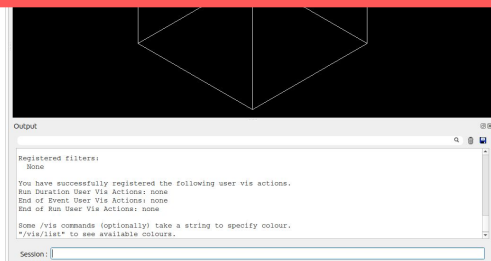 Output
Registered filters:
None
You have successfully registered the following user vis actions.
Run Duration User Vis Actions: none
End of Event User Vis Actions: none
End of Run User Vis Actions: none
Some /vis commands (optionally) take a string to specify colour.
"/vis/list" to see available colours.
Session :